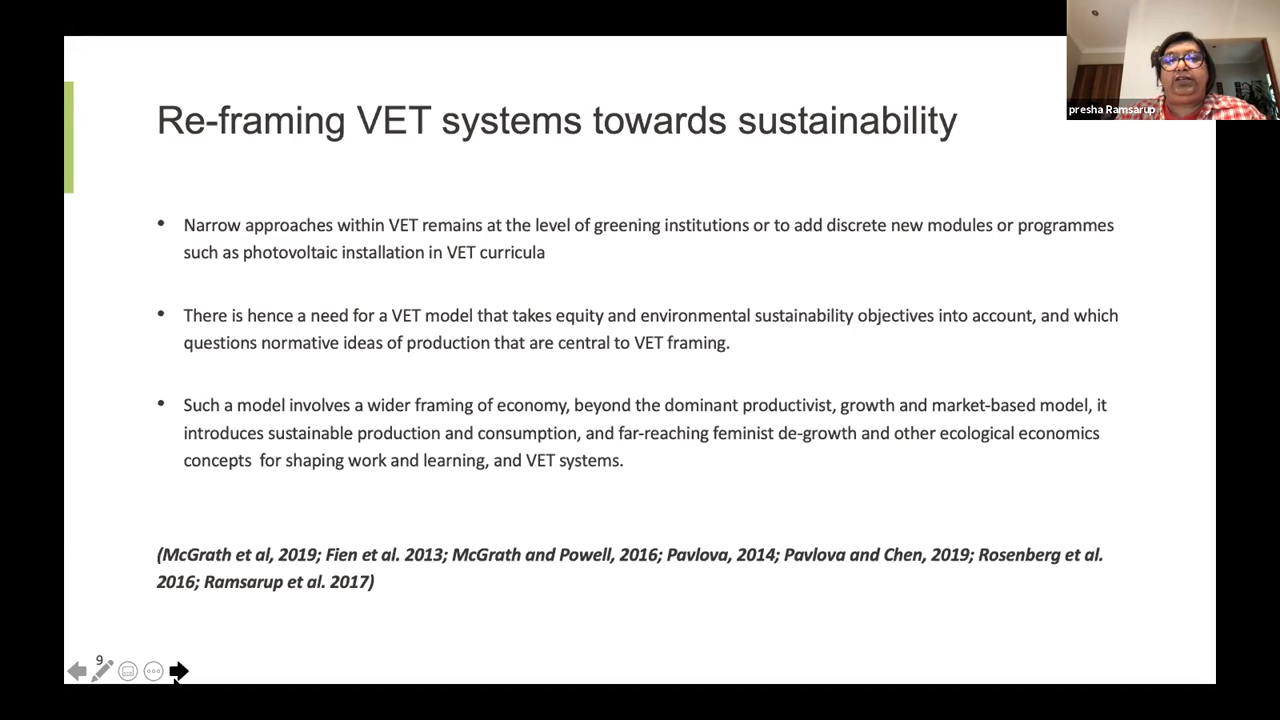 presha Ramsarup
Re-framing VET systems towards sustainability
• Narrow approaches within VET remains at the level of greening institutions or to add discrete new modules or programmes
such as photovoltaic installation in VET curricula
• There is hence a need for a VET model that takes equity and environmental sustainability objectives into account, and which
questions normative ideas of production that are central to VET framing.
• Such a model involves a wider framing of economy, beyond the dominant productivist, growth and market-based model, it
introduces sustainable production and consumption, and far-reaching feminist de-growth and other ecological economics
concepts  for shaping work and learning, and VET systems.
(McGrath et al, 2019; Fien et al. 2013; McGrath and Powell, 2016; Pavlova, 2014; Pavlova and Chen, 2019; Rosenberg et al.
2016; Ramsarup et al. 2017)
9